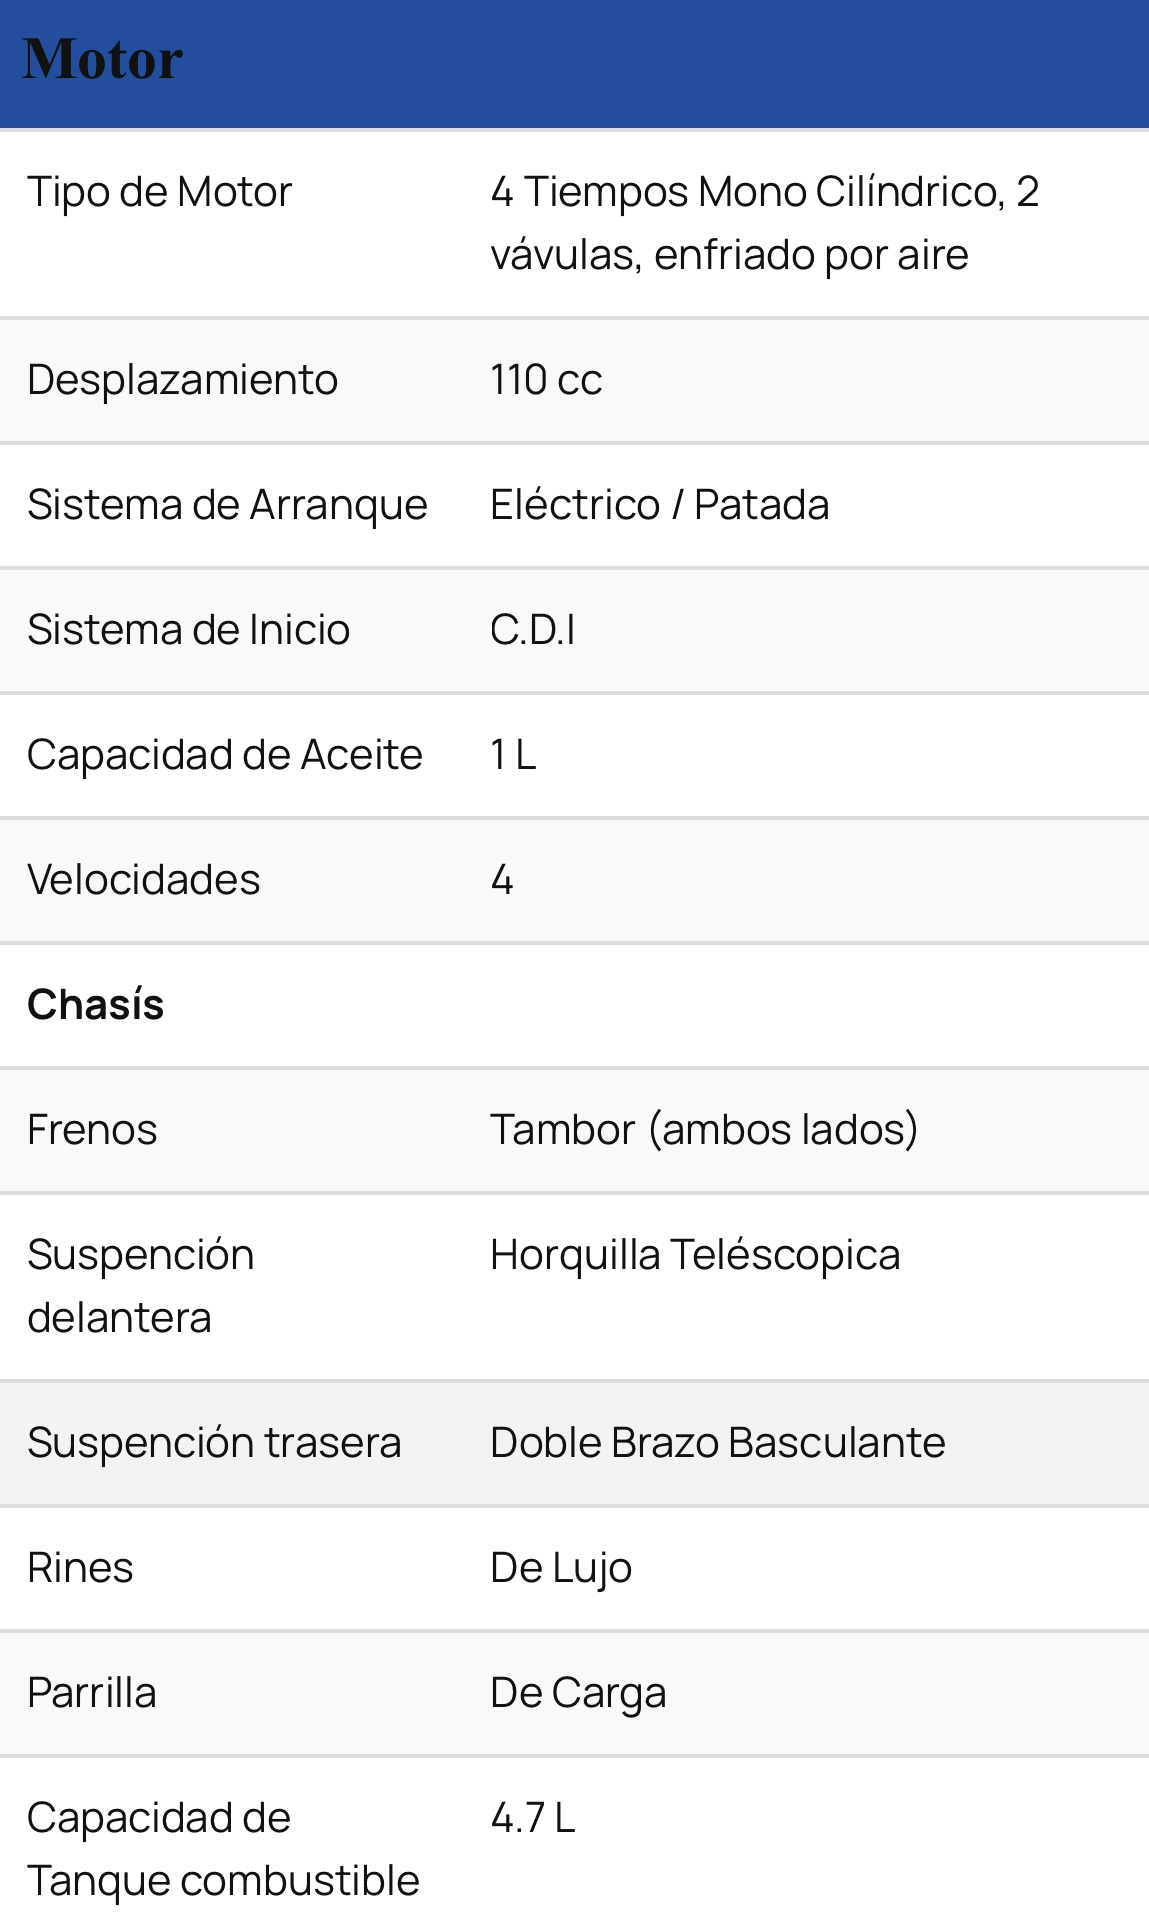 Motor
Tipo de Motor
4 Tiempos Mono Cilíndrico, 2
vávulas, enfriado por aire
Desplazamiento
110 cc
Sistema de Arranque
Eléctrico / Patada
Sistema de Inicio
C.D.I
Capacidad de Aceite
1 L
Velocidades
4
Chasís
Frenos
Tambor (ambos lados)
Suspención
delantera
Horquilla Teléscopica
Suspención trasera
Doble Brazo Basculante
Rines
De Lujo
Parrilla
De Carga
Capacidad de
Tanque combustible
4.7 L